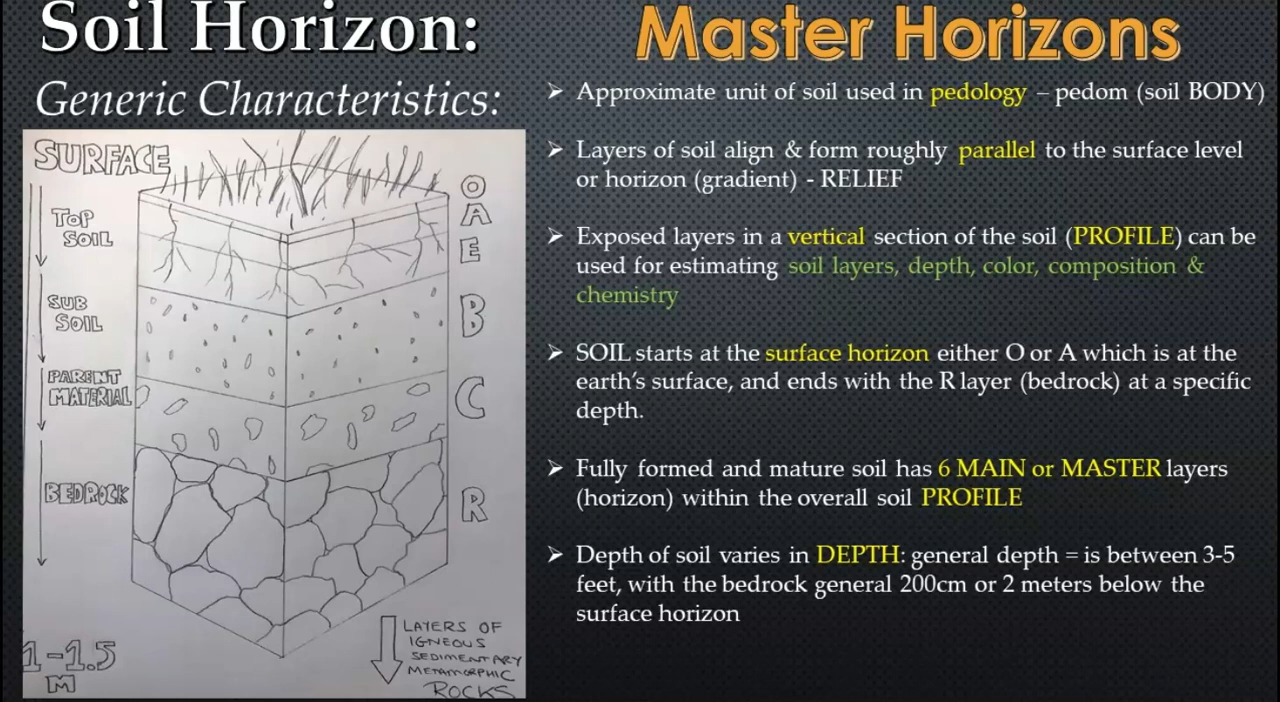 Soil Horizon:
Generic Characteristics:
SURFACE
TOP
SOIL
SUB
SOIL
PARENT
MATERIAL
BEDROCK
O
A
E
B
C
R
1-1.5
M
LAYERS OF
IGNEOUS
SEDIMENTARY
METAMORPHIC
ROCKS
Master Horizons
➢ Approximate unit of soil used in pedology – pedom (soil BODY)
➢ Layers of soil align & form roughly parallel to the surface level
or horizon (gradient) - RELIEF
➢ Exposed layers in a vertical section of the soil (PROFILE) can be
used for estimating soil layers, depth, color, composition &
chemistry
➢ SOIL starts at the surface horizon either O or A which is at the
earth's surface, and ends with the R layer (bedrock) at a specific
depth.
➢ Fully formed and mature soil has 6 MAIN or MASTER layers
(horizon) within the overall soil PROFILE
➢ Depth of soil varies in DEPTH: general depth = is between 3-5
feet, with the bedrock general 200cm or 2 meters below the
surface horizon